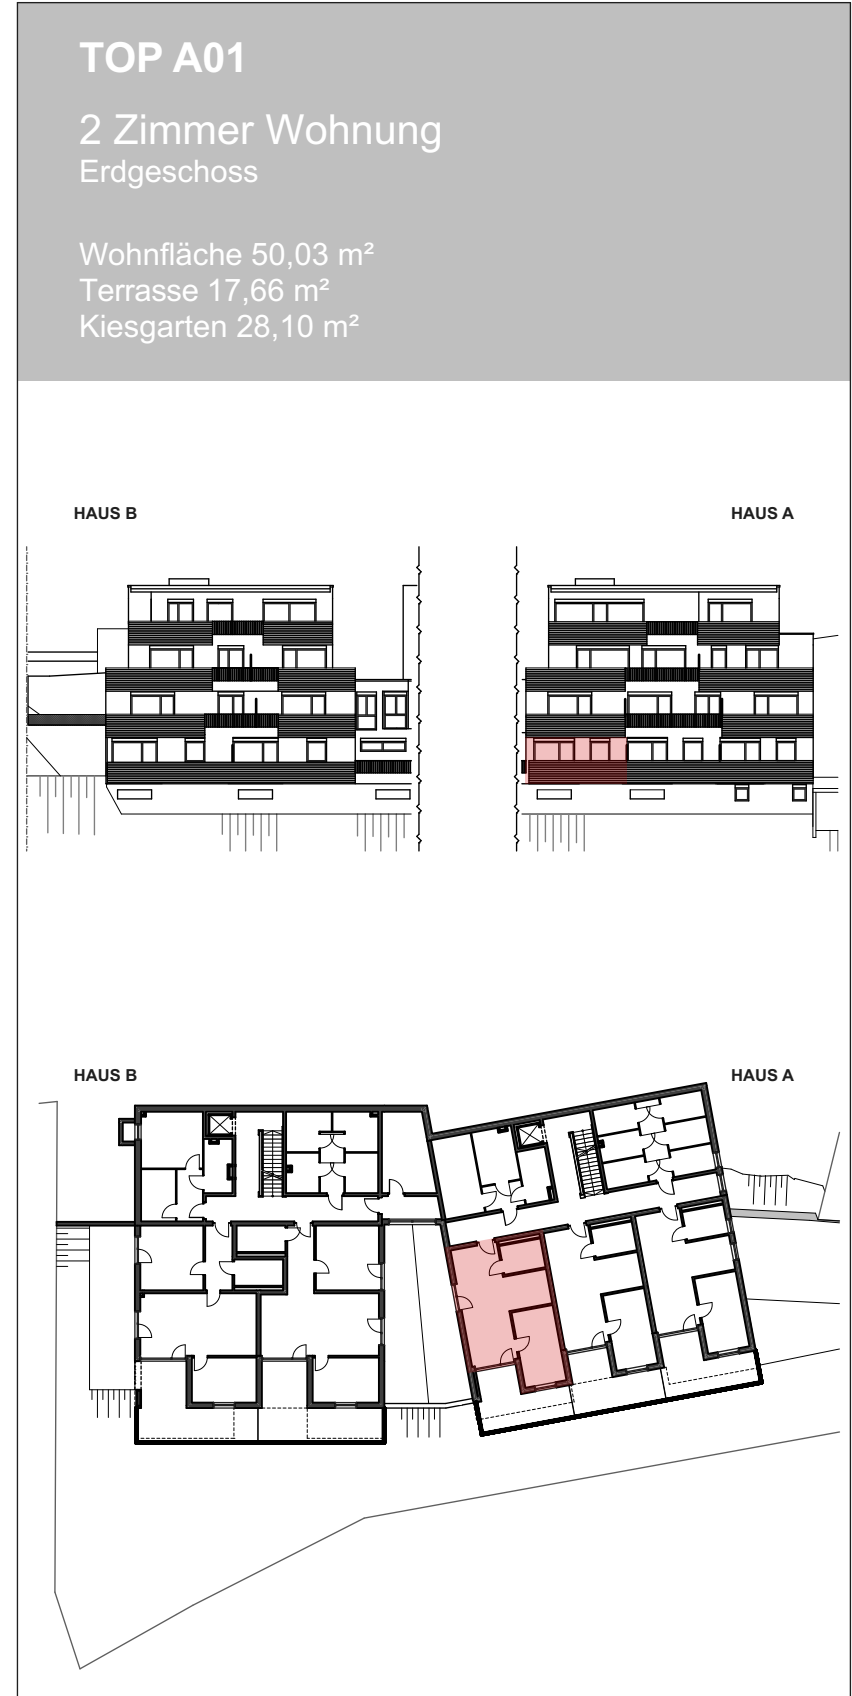 TOP A01
2 Zimmer Wohnung
Erdgeschoss
Wohnfläche 50,03 m²
Terrasse 17,66 m²
Kiesgarten 28,10 m²
HAUS B
HAUS A
HAUS B
HAUS A